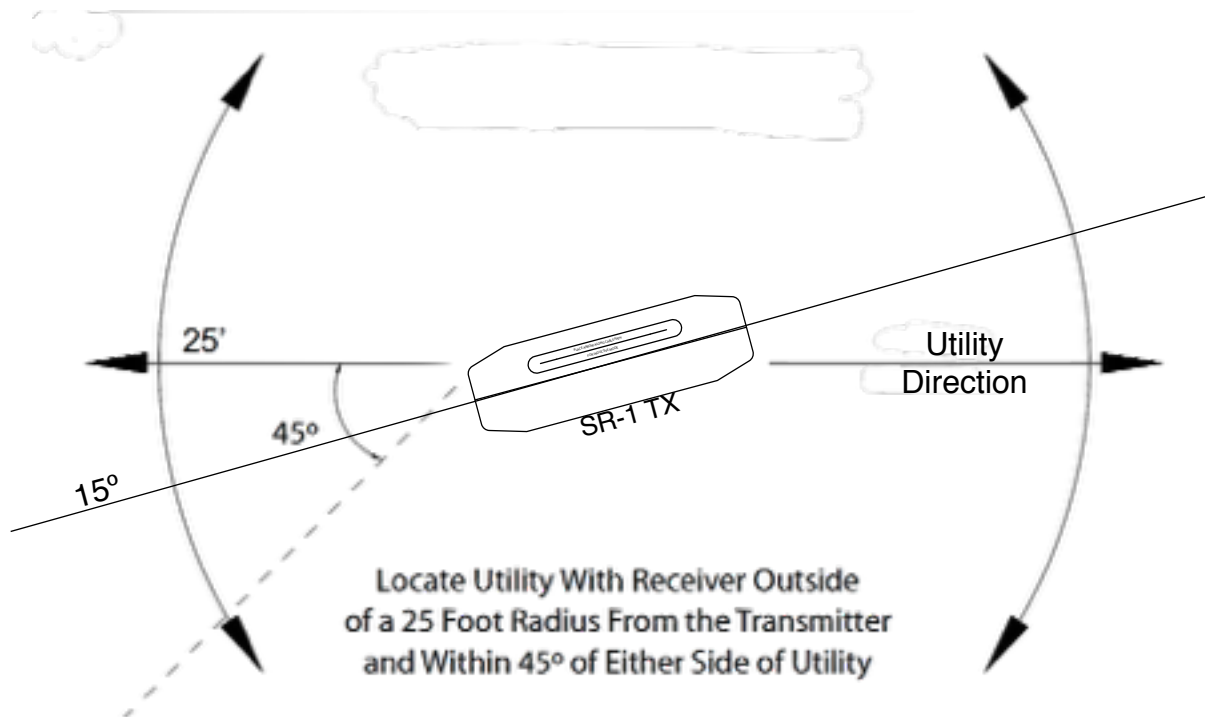 25’
Utility
Direction
45º
SR-1 TX
15º
Locate Utility With Receiver Outside
of a 25 Foot Radius From the Transmitter
and Within 45º of Either Side of Utility